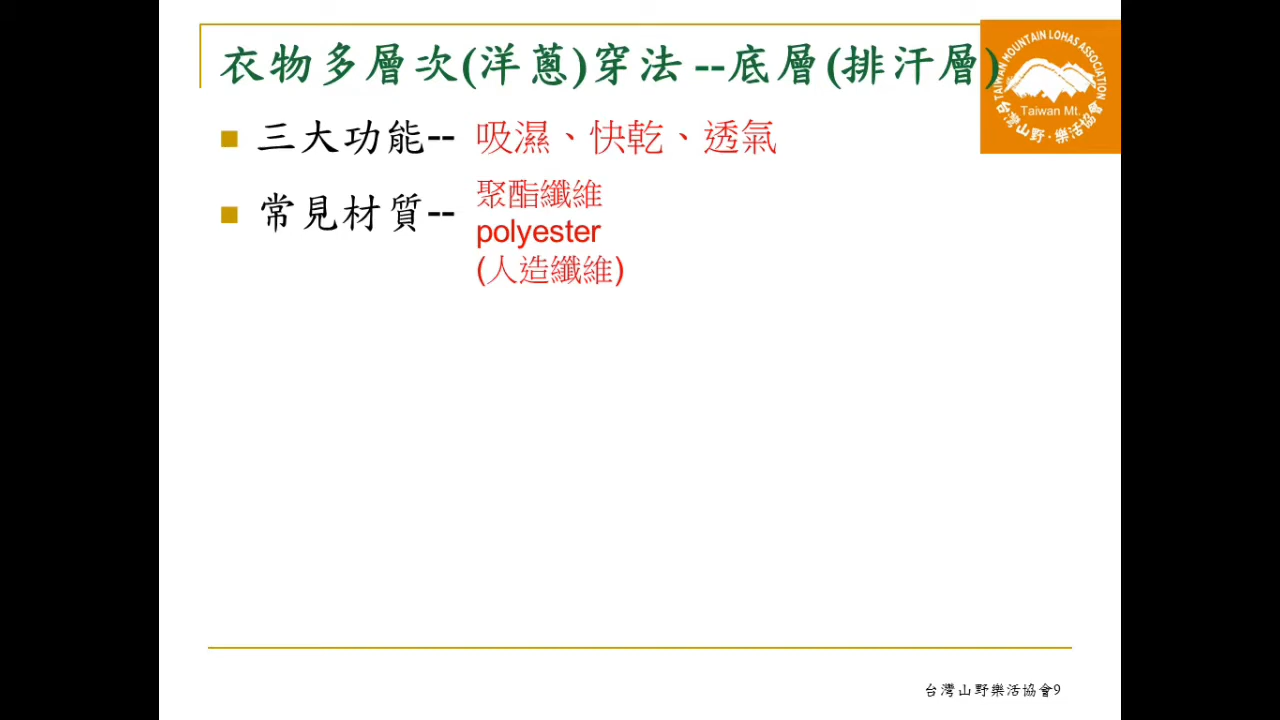 衣物多層次(洋蔥)穿法--底層(排汗層)
TAIWAN MOUNTAIN LOHAS ASSOCIATION
Taiwan Mt.
台灣山野‧樂活協會
三大功能-- 吸濕、快乾、透氣
常見材質-- 聚酯纖維
polyester
(人造纖維)
台灣山野樂活協會9